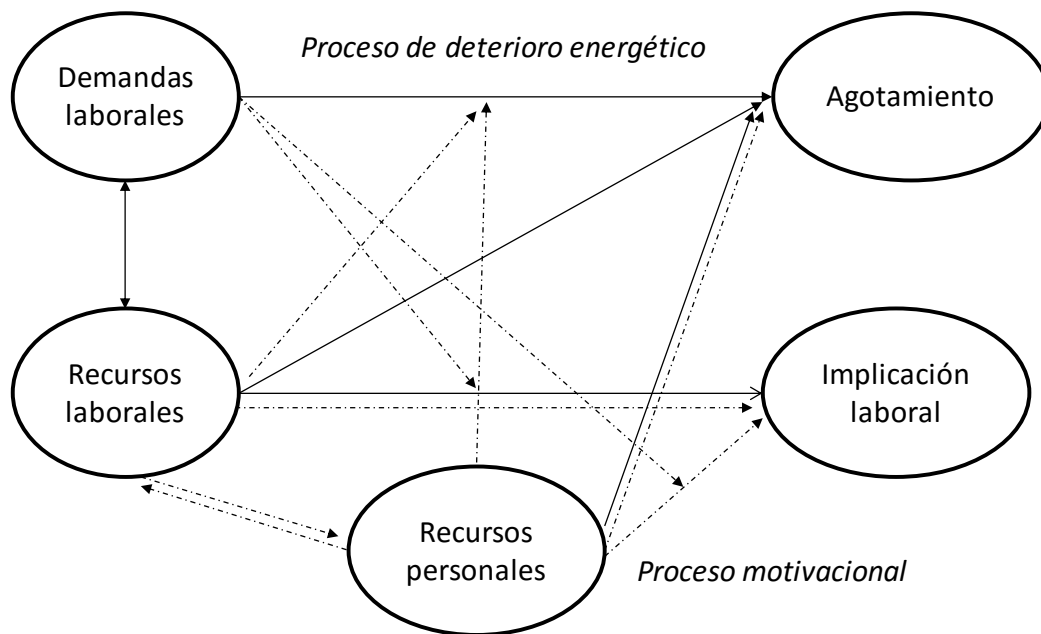 Proceso de deterioro energético
Demandas
laborales
Agotamiento
Recursos
laborales
Implicación
laboral
Recursos
personales
Proceso motivacional